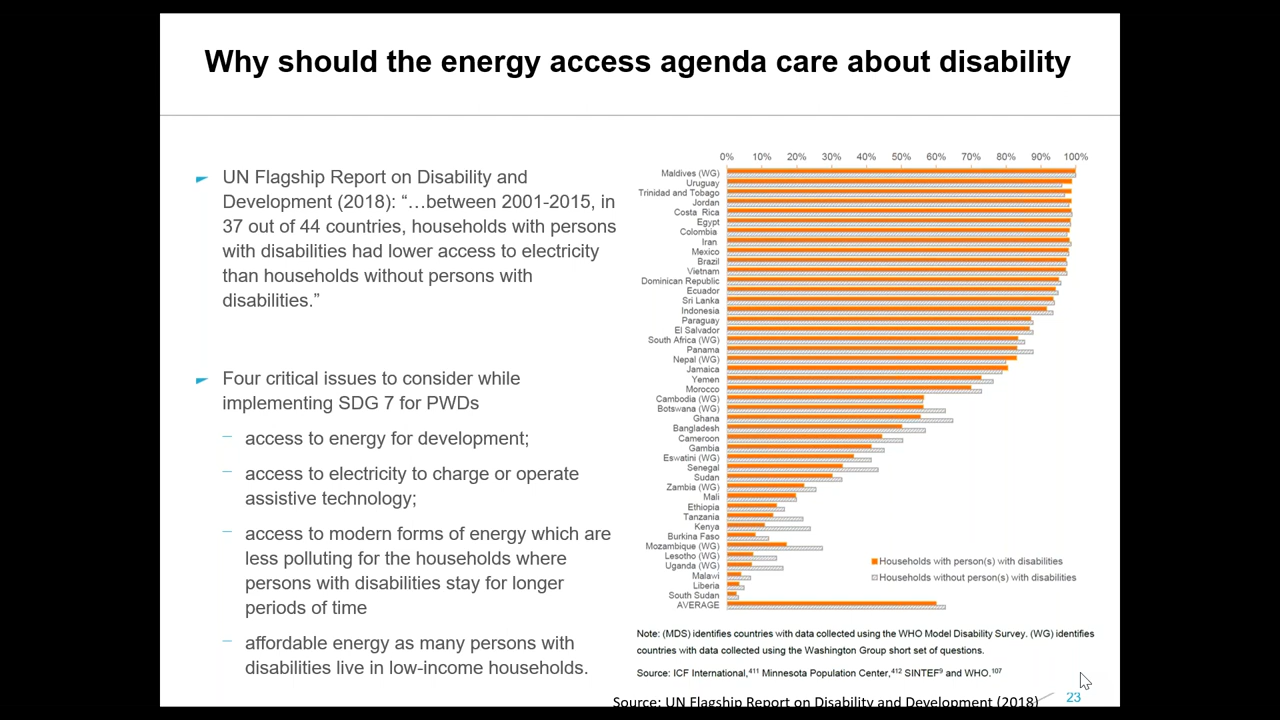 Why should the energy access agenda care about disability
UN Flagship Report on Disability and
Development (2018): “…between 2001-2015, in
37 out of 44 countries, households with persons
with disabilities had lower access to electricity
than households without persons with
disabilities.”
Four critical issues to consider while
implementing SDG 7 for PWDs
– access to energy for development;
– access to electricity to charge or operate
assistive technology;
– access to modern forms of energy which are
less polluting for the households where
persons with disabilities stay for longer
periods of time
– affordable energy as many persons with
disabilities live in low-income households.
0% 10% 20% 30% 40% 50% 60% 70% 80% 90% 100%
Maldives (WG)
Uruguay
Trinidad and Tobago
Jordan
Costa Rica
Egypt
Colombia
Iran
Mexico
Brazil
Vietnam
Dominican Republic
Ecuador
Sri Lanka
Indonesia
Paraguay
El Salvador
South Africa (WG)
Panama
Nepal (WG)
Jamaica
Yemen
Morocco
Cambodia (WG)
Botswana (WG)
Ghana
Bangladesh
Cameroon
Gambia
Eswatini (WG)
Senegal
Sudan
Zambia (WG)
Mali
Ethiopia
Tanzania
Kenya
Burkina Faso
Mozambique (WG)
Lesotho (WG)
Uganda (WG)
Malawi
Liberia
South Sudan
AVERAGE
Households with person(s) with disabilities
Households without person(s) with disabilities
Note: (MDS) identifies countries with data collected using the WHO Model Disability Survey. (WG) identifies
countries with data collected using the Washington Group short set of questions.
Source: ICF International,411 Minnesota Population Center,412 SINTEF9 and WHO.107
Source: UN Flagship Report on Disability and Development (2018)
23